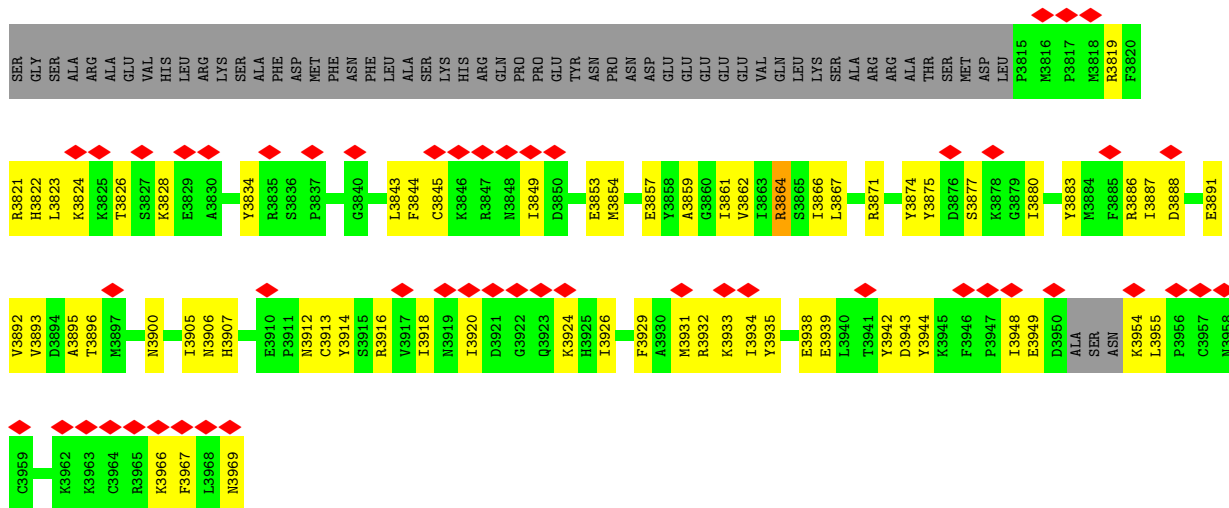 SER GLY SER ALA ARG ALA GLU VAL HIS LEU ARG LYS SER ALA PHE ASP MET PHE ASN PHE LEU ALA SER LYS HIS ARG GLN PRO PRO GLU TYR ASN PRO ASN ASP GLU GLU GLU GLU GLU VAL GLN LEU LYS SER ALA ARG ARG ALA THR SER MET ASP LEU P3815 M3816 P3817 M3818 R3819 F3820
R3821 H3822 L3823 K3824 K3825 T3826 S3827 K3828 E3829 A3830 Y3834 R3835 S3836 P3837 G3840 L3843 F3844 C3845 K3846 R3847 N3848 I3849 D3850 E3853 M3854 E3857 Y3858 A3859 G3860 I3861 V3862 I3863 R3864 S3865 I3866 L3867 R3871 Y3874 Y3875 D3876 S3877 K3878 G3879 I3880 Y3883 M3884 F3885 R3886 I3887 D3888 E3891
V3892 V3893 D3894 A3895 T3896 M3897 N3900 I3905 N3906 H3907 E3910 P3911 N3912 C3913 Y3914 S3915 R3916 V3917 I3918 N3919 I3920 D3921 G3922 Q3923 K3924 H3925 I3926 F3929 A3930 M3931 R3932 K3933 I3934 Y3935 E3938 E3939 L3940 T3941 Y3942 D3943 Y3944 K3945 F3946 P3947 I3948 E3949 D3950 ALA SER ASN K3954 L3955 P3956 C3957 N3958
C3959 K3962 K3963 C3964 R3965 K3966 F3967 L3968 N3969